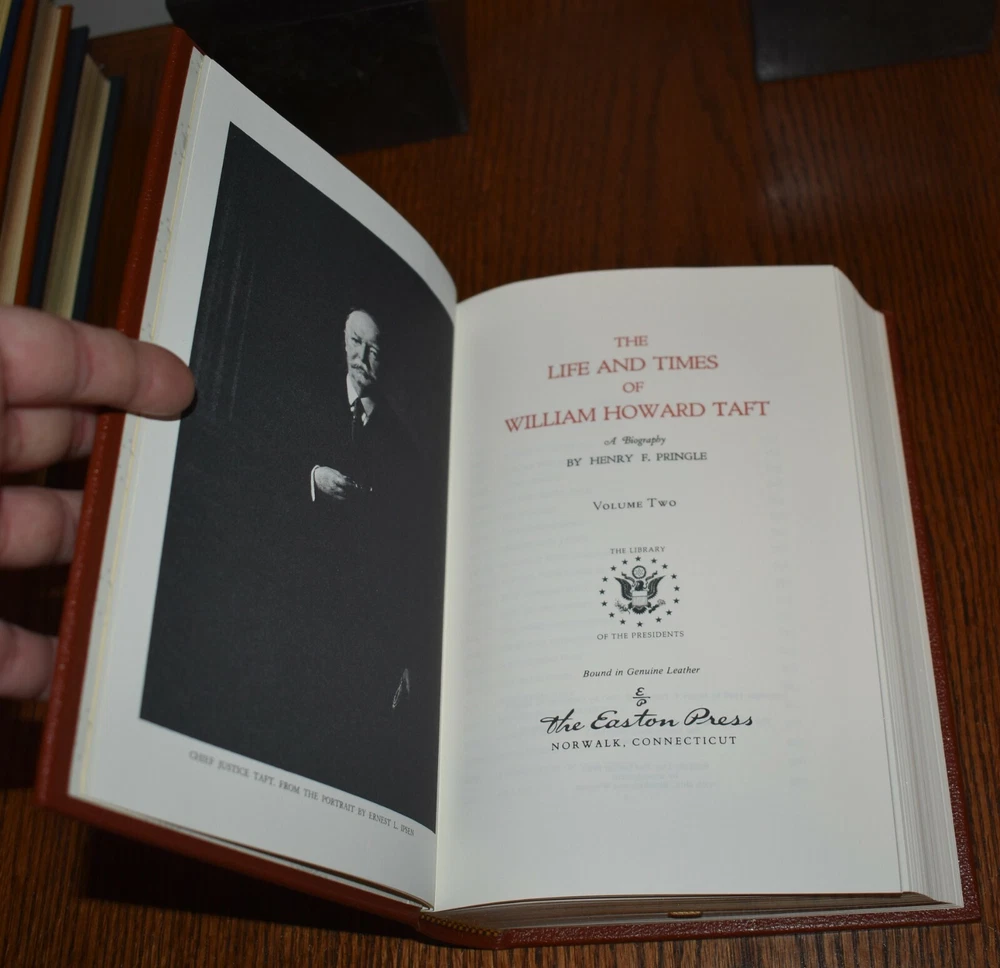 CHIEF JUSTICE TAFT, FROM THE PORTRAIT BY ERNEST L. IPSEN
THE
LIFE AND TIMES
OF
WILLIAM HOWARD TAFT
A Biography
BY HENRY F. PRINGLE
VOLUME TWO
THE LIBRARY
OF THE PRESIDENTS
Bound in Genuine Leather
E
P
The Easton Press
NORWALK, CONNECTICUT